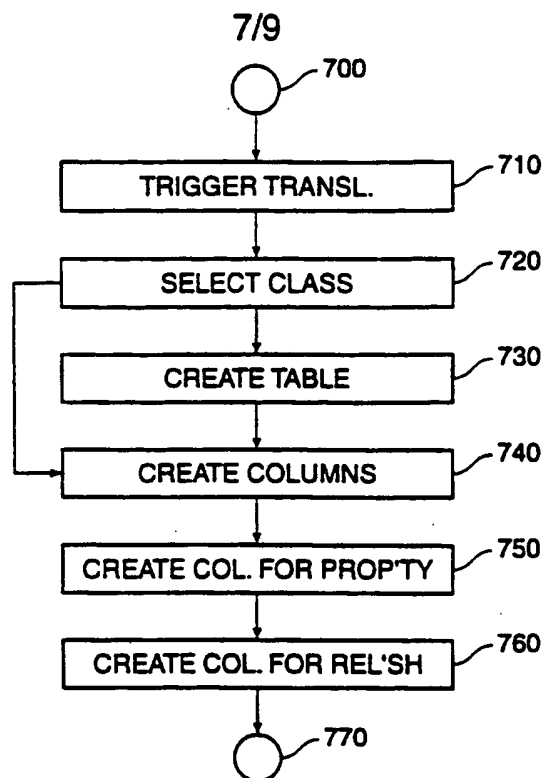 7/9
700
TRIGGER TRANSL.
710
SELECT CLASS
720
CREATE TABLE
730
CREATE COLUMNS
740
CREATE COL. FOR PROP'TY
750
CREATE COL. FOR REL'SH
760
770